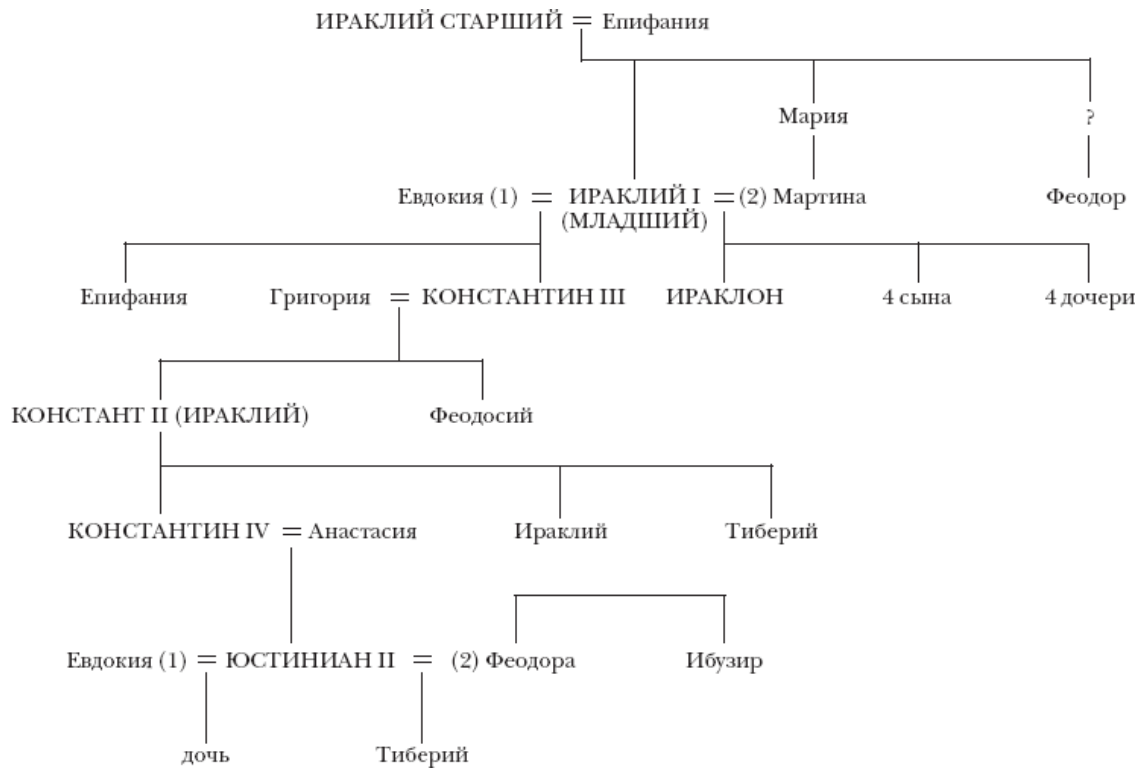 ИРАКЛИЙ СТАРШИЙ = Епифания
Мария ?
Евдокия (1) = ИРАКЛИЙ I = (2) Мартина Феодор
(МЛАДШИЙ)
Епифания Григория = КОНСТАНТИН III ИРАКЛОН 4 сына 4 дочери
КОНСТАНТ II (ИРАКЛИЙ) Феодосий
КОНСТАНТИН IV = Анастасия Ираклий Тиберий
Евдокия (1) = ЮСТИНИАН II = (2) Феодора Ибузир
дочь Тиберий